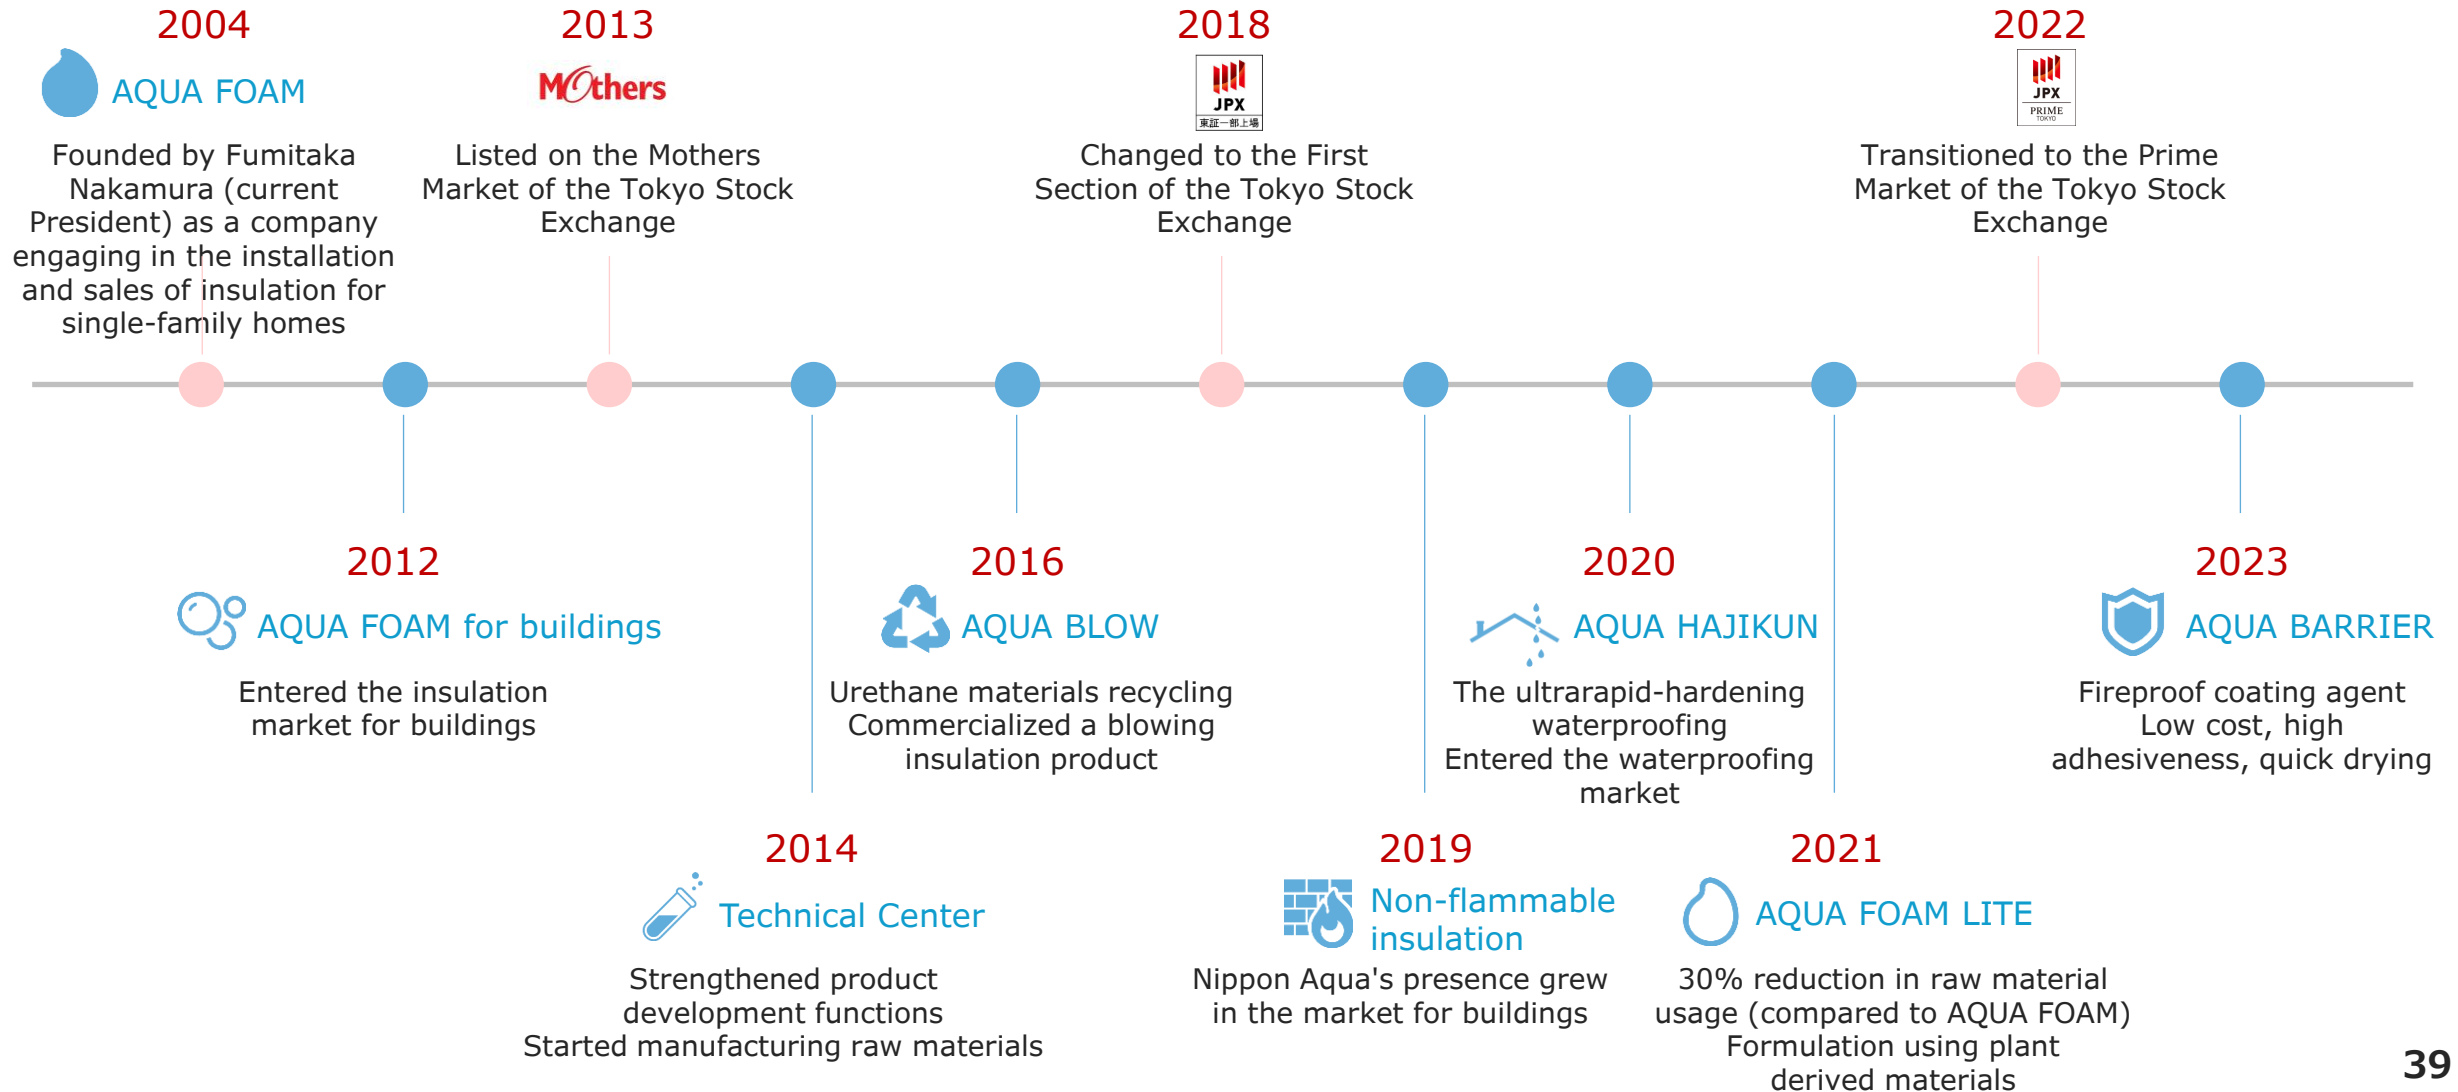 2004
AQUA FOAM
Founded by Fumitaka
Nakamura (current
President) as a company
engaging in the installation
and sales of insulation for
single-family homes
2013
Mothers
Listed on the Mothers
Market of the Tokyo Stock
Exchange
2018
JPX
東証一部上場
Changed to the First
Section of the Tokyo Stock
Exchange
2022
JPX
PRIME
TOKYO
Transitioned to the Prime
Market of the Tokyo Stock
Exchange
2012
AQUA FOAM for buildings
Entered the insulation
market for buildings
2016
AQUA BLOW
Urethane materials recycling
Commercialized a blowing
insulation product
2020
AQUA HAJIKUN
The ultrarapid-hardening
waterproofing
Entered the waterproofing
market
2023
AQUA BARRIER
Fireproof coating agent
Low cost, high
adhesiveness, quick drying
2014
Technical Center
Strengthened product
development functions
Started manufacturing raw materials
2019
Non-flammable
insulation
Nippon Aqua's presence grew
in the market for buildings
2021
AQUA FOAM LITE
30% reduction in raw material
usage (compared to AQUA FOAM)
Formulation using plant
derived materials
39